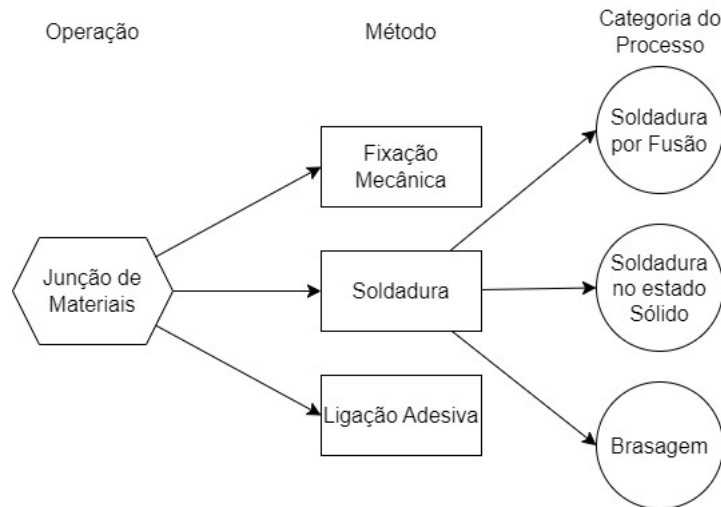 Operação
Método
Categoria do
Processo
Junção de
Materiais
Fixação
Mecânica
Soldadura
Ligação Adesiva
Soldadura
por Fusão
Soldadura
no estado
Sólido
Brasagem